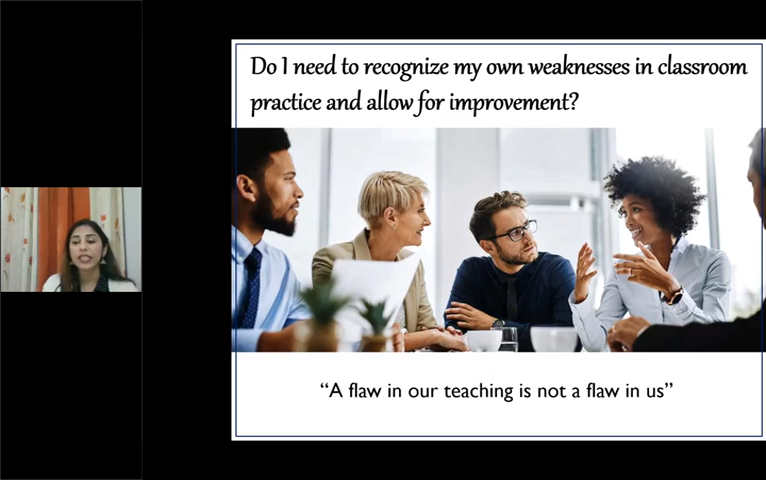 Do I need to recognize my own weaknesses in classroom
practice and allow for improvement?
“A flaw in our teaching is not a flaw in us”